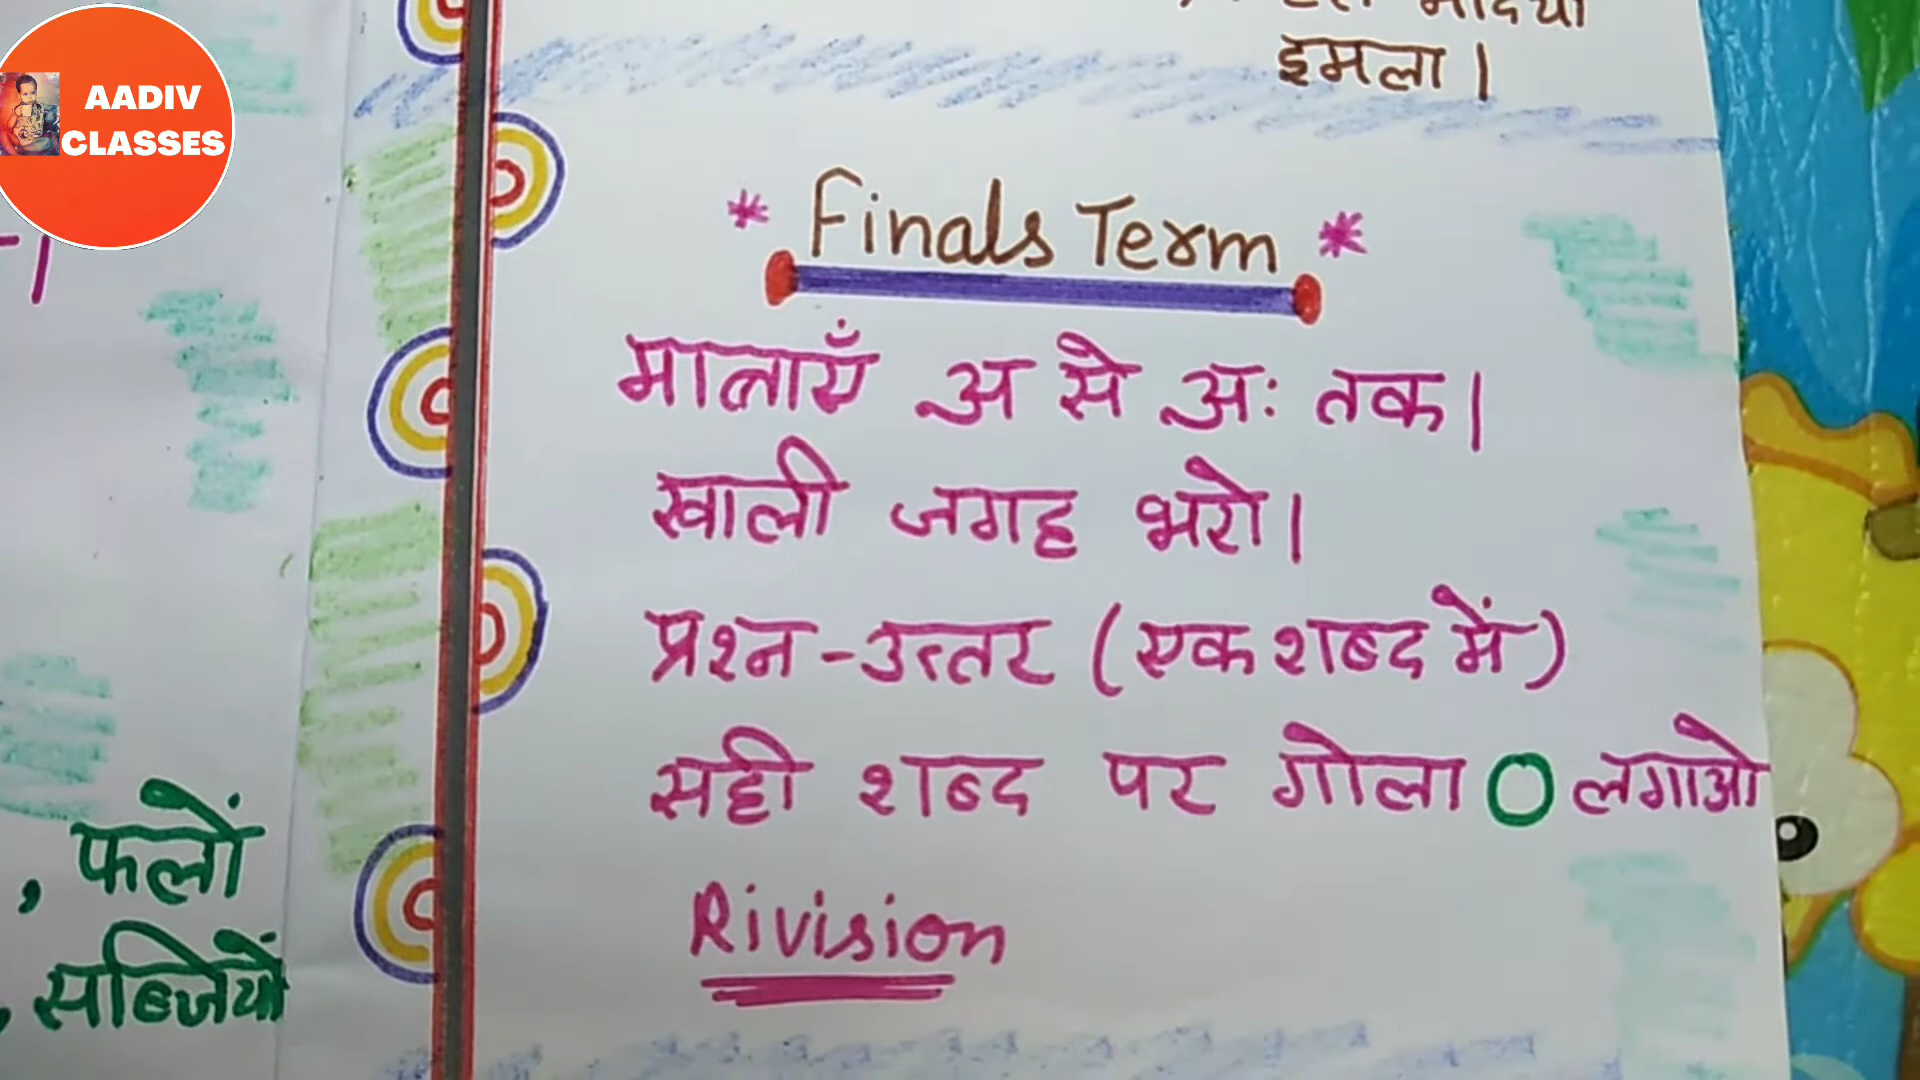 AADIV
CLASSES
इमला।
* Finals Term *
मात्राएँ अ से अः तक।
खाली जगह भरो।
प्रश्न-उत्तर (एक शब्द में)
सही शब्द पर गोला O लगाओ
Rivision
, फलों
, सब्जियों